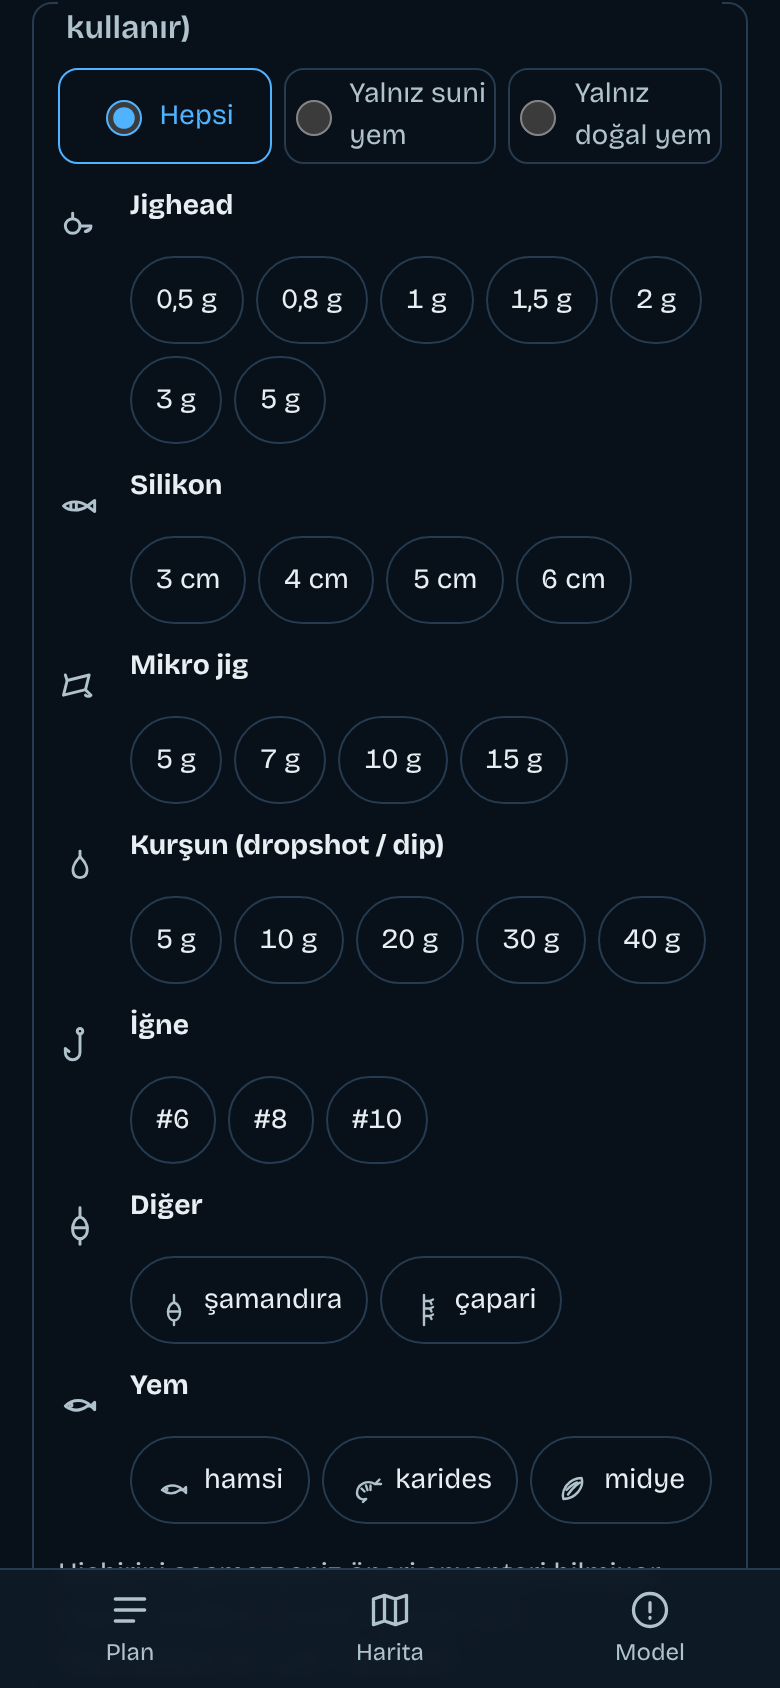 kullanır)
Hepsi
Yalnız suni
yem
Yalnız
doğal yem
Jighead
0,5 g
0,8 g
1 g
1,5 g
2 g
3 g
5 g
Silikon
3 cm
4 cm
5 cm
6 cm
Mikro jig
5 g
7 g
10 g
15 g
Kurşun (dropshot / dip)
5 g
10 g
20 g
30 g
40 g
İğne
#6
#8
#10
Diğer
şamandıra
çapari
Yem
hamsi
karides
midye
Plan
Harita
Model